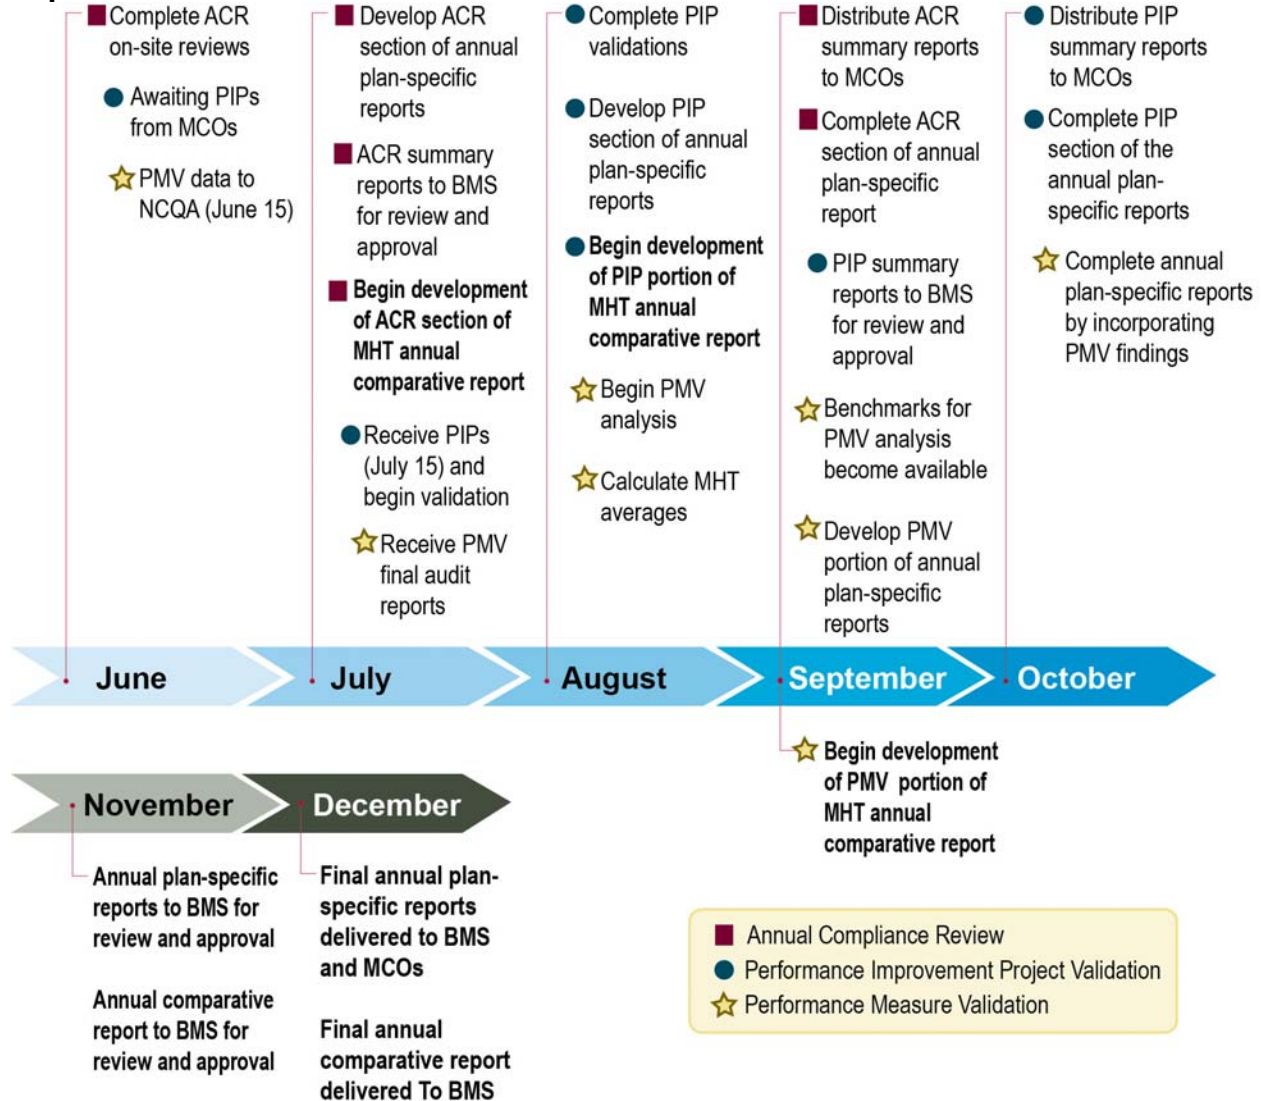 Complete ACR
on-site reviews
Awaiting PIPs
from MCOs
PMV data to
NCQA (June 15)
Develop ACR
section of annual
plan-specific
reports
ACR summary
reports to BMS
for review and
approval
Begin development
of ACR section of
MHT annual
comparative report
Receive PIPs
(July 15) and
begin validation
Receive PMV
final audit
reports
Complete PIP
validations
Develop PIP
section of annual
plan-specific
reports
Begin development
of PIP portion of
MHT annual
comparative report
Begin PMV
analysis
Calculate MHT
averages
Distribute ACR
summary reports
to MCOs
Complete ACR
section of annual
plan-specific
report
PIP summary
reports to BMS
for review and
approval
Benchmarks for
PMV analysis
become available
Develop PMV
portion of annual
plan-specific
reports
Distribute PIP
summary reports
to MCOs
Complete PIP
section of the
annual plan-
specific reports
Complete annual
plan-specific reports
by incorporating
PMV findings
June
July
August
September
October
Begin development
of PMV portion of
MHT annual
comparative report
November
December
Annual plan-specific
reports to BMS for
review and approval
Annual comparative
report to BMS for
review and approval
Final annual plan-
specific reports
delivered to BMS
and MCOs
Final annual
comparative report
delivered To BMS
Annual Compliance Review
Performance Improvement Project Validation
Performance Measure Validation